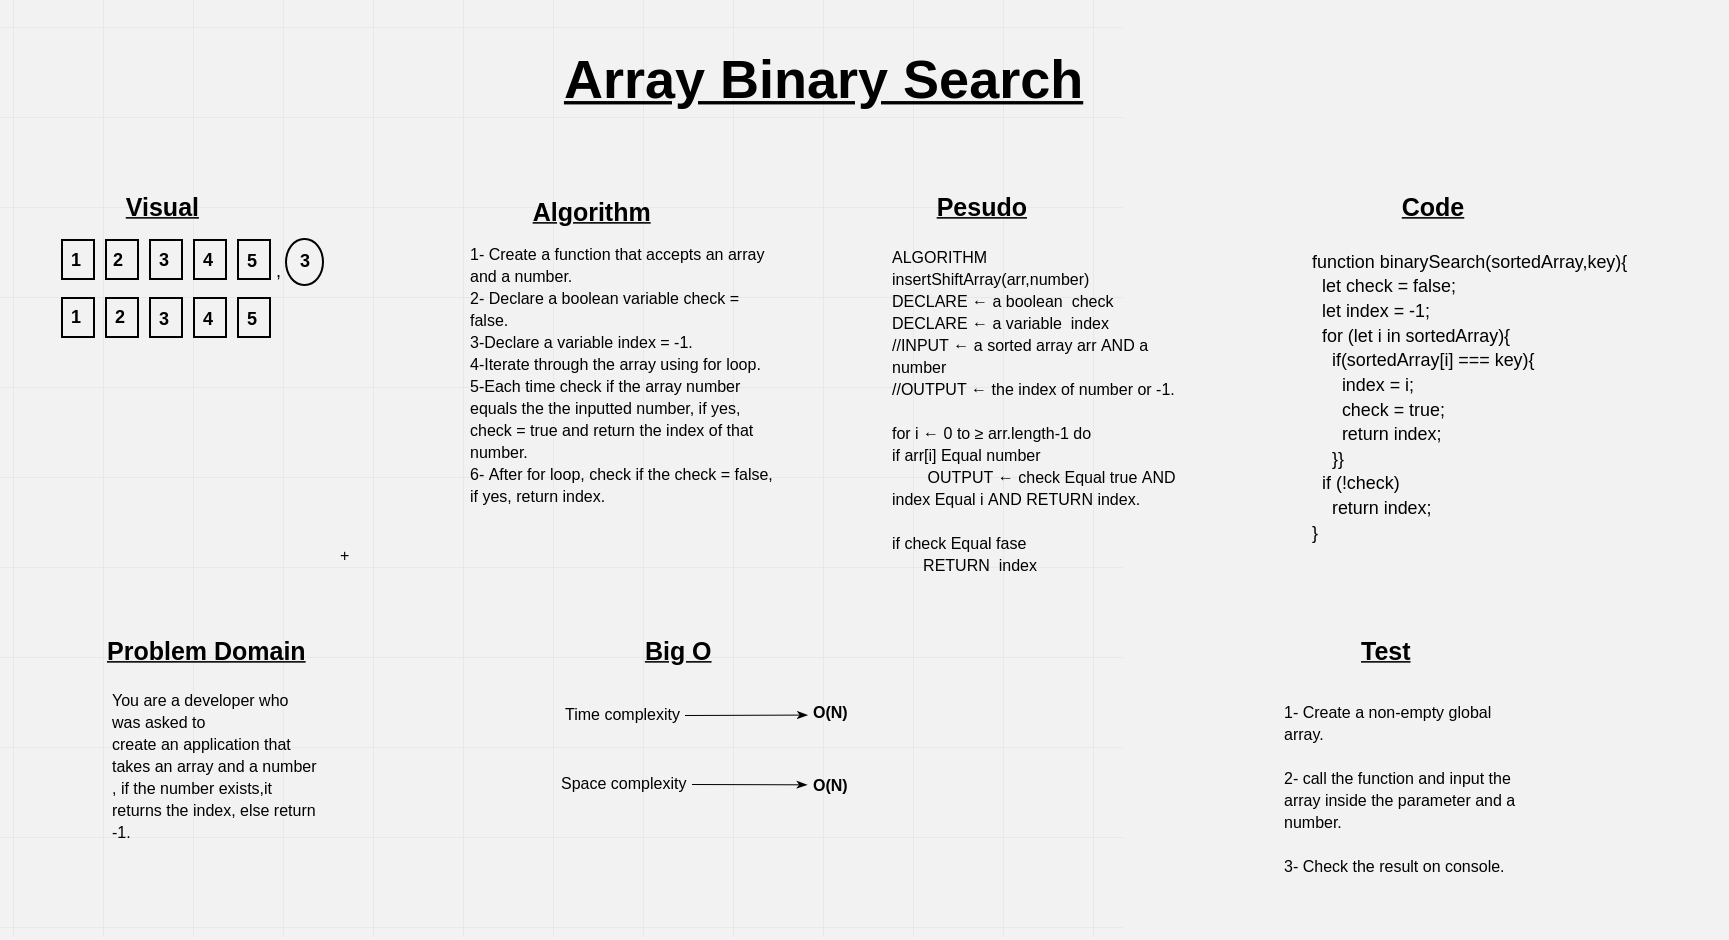 Array Binary Search
Visual
1 2 3 4 5 , 3
1 2 3 4 5
+
Algorithm
1- Create a function that accepts an array
and a number.
2- Declare a boolean variable check =
false.
3-Declare a variable index = -1.
4-Iterate through the array using for loop.
5-Each time check if the array number
equals the the inputted number, if yes,
check = true and return the index of that
number.
6- After for loop, check if the check = false,
if yes, return index.
Pesudo
ALGORITHM
insertShiftArray(arr,number)
DECLARE ← a boolean  check
DECLARE ← a variable  index
//INPUT ← a sorted array arr AND a
number
//OUTPUT ← the index of number or -1.
for i ← 0 to ≥ arr.length-1 do
if arr[i] Equal number
OUTPUT ← check Equal true AND
index Equal i AND RETURN index.
if check Equal fase
RETURN  index
Code
function binarySearch(sortedArray,key){
let check = false;
let index = -1;
for (let i in sortedArray){
if(sortedArray[i] === key){
index = i;
check = true;
return index;
}}
if (!check)
return index;
}
Problem Domain
You are a developer who
was asked to
create an application that
takes an array and a number
, if the number exists,it
returns the index, else return
-1.
Big O
Time complexity O(N)
Space complexity O(N)
Test
1- Create a non-empty global
array.
2- call the function and input the
array inside the parameter and a
number.
3- Check the result on console.